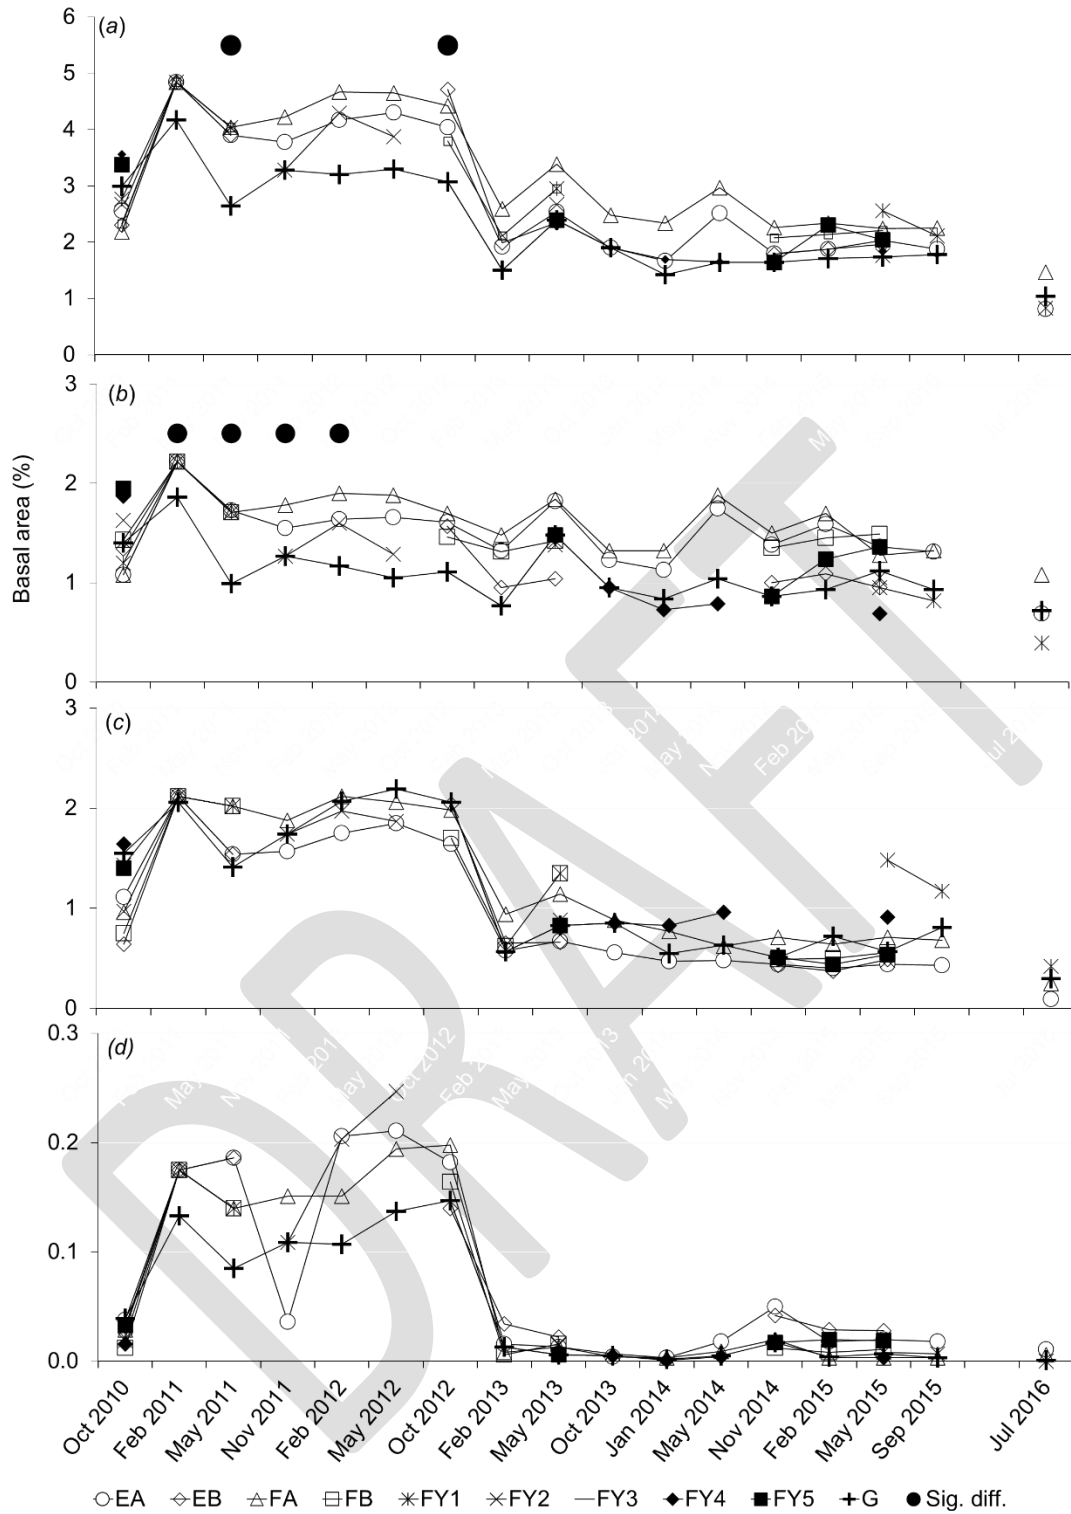 (a)
6
5
4
3
2
1
0
(b)
3
2
1
0
Basal area (%)
(c)
3
2
1
0
(d)
0.3
0.2
0.1
0.0
DRAFT
Oct 2010
Feb 2011
May 2011
Nov 2011
Feb 2012
May 2012
Oct 2012
Feb 2013
May 2013
Oct 2013
Jan 2014
May 2014
Nov 2014
Feb 2015
May 2015
Sep 2015
Jul 2016
EA EB FA FB FY1 FY2 FY3 FY4 FY5 G Sig. diff.